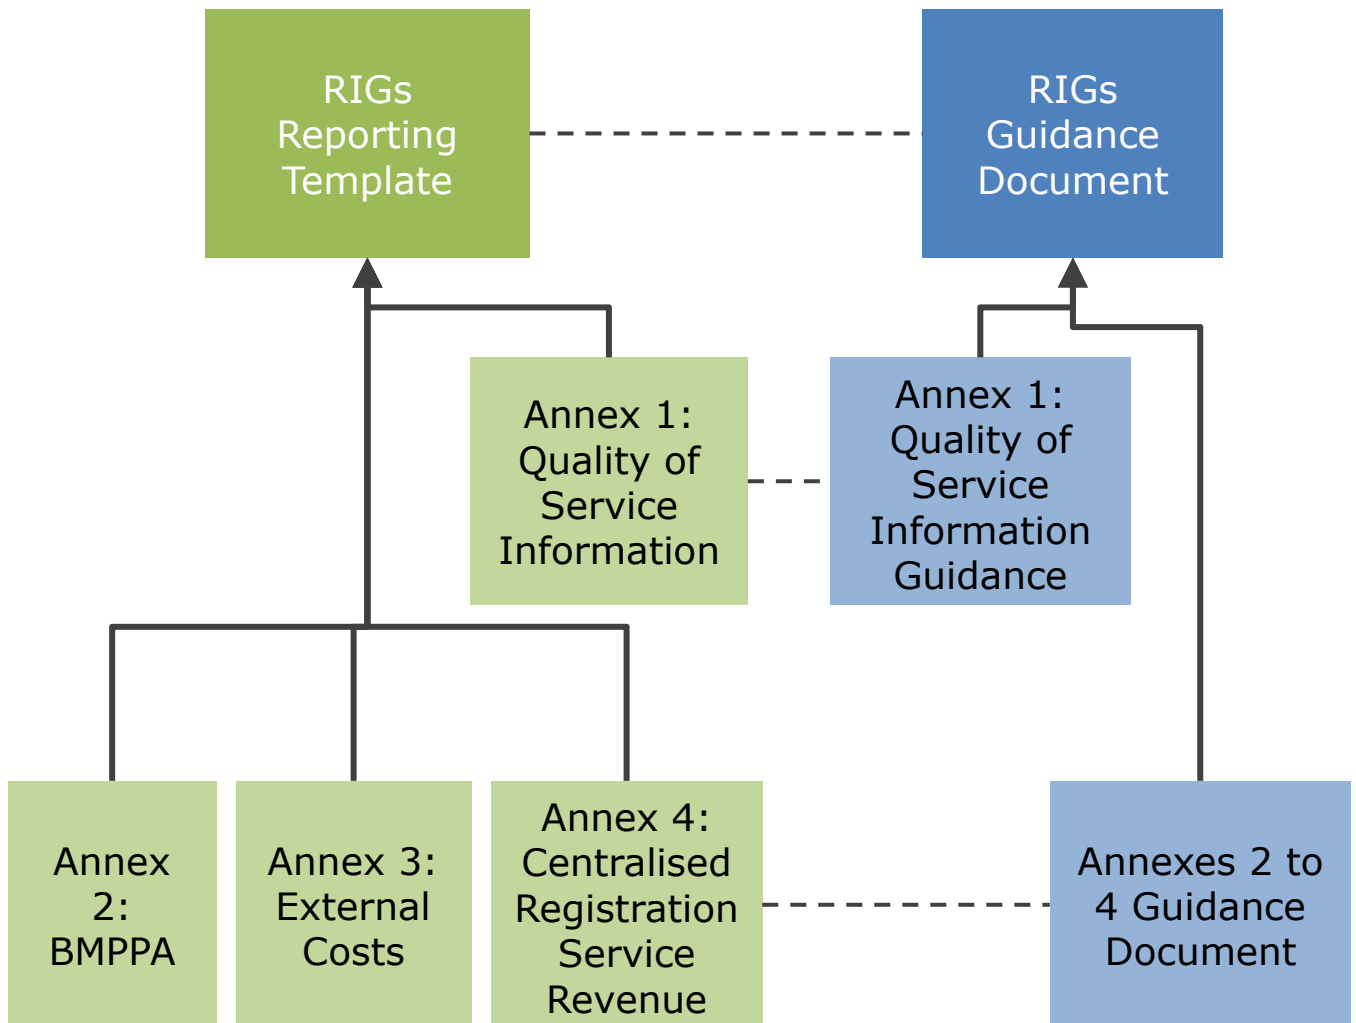 RIGs
Reporting
Template
RIGs
Guidance
Document
Annex 1:
Quality of
Service
Information
Annex 1:
Quality of
Service
Information
Guidance
Annex
2:
BMPPA
Annex 3:
External
Costs
Annex 4:
Centralised
Registration
Service
Revenue
Annexes 2 to
4 Guidance
Document